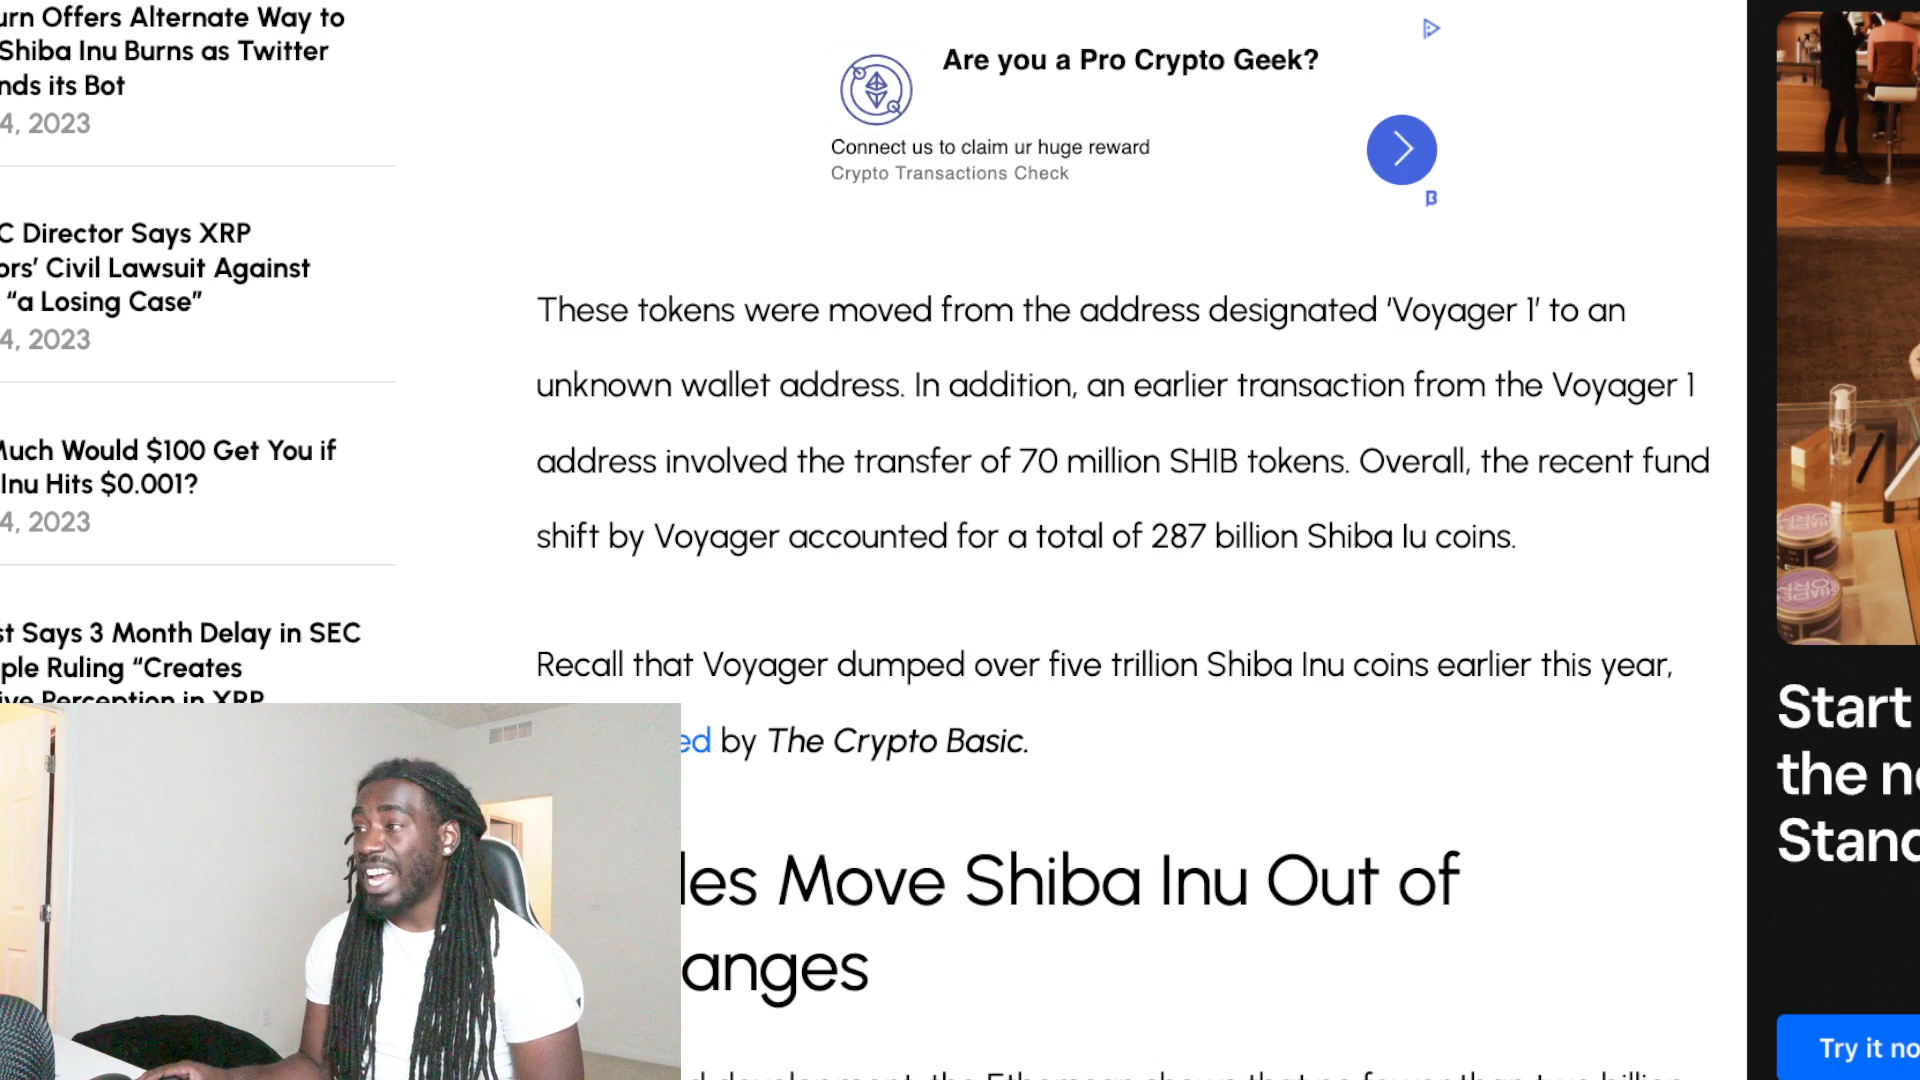 urn Offers Alternate Way to
Shiba Inu Burns as Twitter
nds its Bot
4, 2023
C Director Says XRP
ors’ Civil Lawsuit Against
“a Losing Case”
4, 2023
Much Would $100 Get You if
Inu Hits $0.001?
4, 2023
st Says 3 Month Delay in SEC
ple Ruling “Creates
ive Perception in XRP
Are you a Pro Crypto Geek?
Connect us to claim ur huge reward
Crypto Transactions Check
These tokens were moved from the address designated ‘Voyager 1’ to an
unknown wallet address. In addition, an earlier transaction from the Voyager 1
address involved the transfer of 70 million SHIB tokens. Overall, the recent fund
shift by Voyager accounted for a total of 287 billion Shiba Iu coins.
Recall that Voyager dumped over five trillion Shiba Inu coins earlier this year,
ed by The Crypto Basic.
les Move Shiba Inu Out of
anges
Start
the n
Stand
Try it no